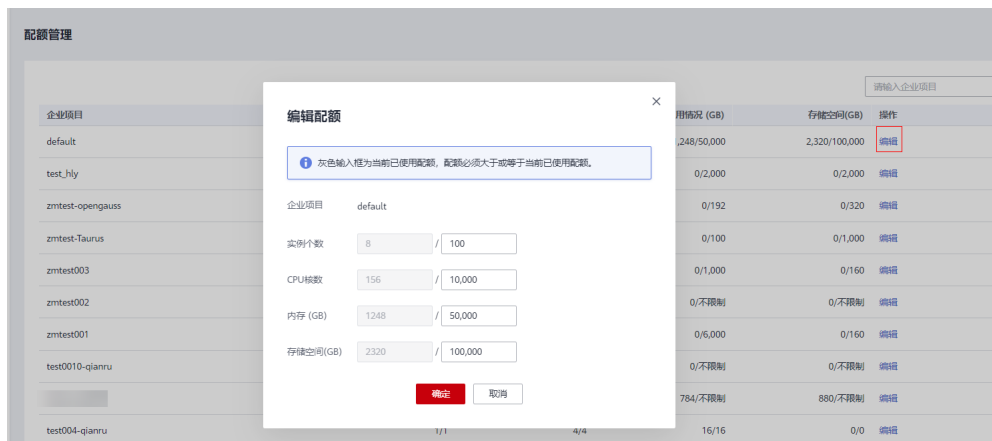 配额管理
请输入企业项目
企业项目 用情况 (GB) 存储空间(GB) 操作
default ,248/50,000 2,320/100,000 编辑
test_hly 0/2,000 0/2,000 编辑
zmtest-opengauss 0/192 0/320 编辑
zmtest-Taurus 0/100 0/1,000 编辑
zmtest003 0/1,000 0/160 编辑
zmtest002 0/不限制 0/不限制 编辑
zmtest001 0/6,000 0/160 编辑
test0010-qianru 0/不限制 0/不限制 编辑
784/不限制 880/不限制 编辑
test004-qianru 1/1 4/4 16/16 0/0 编辑
编辑配额
灰色输入框为当前已使用配额，配额必须大于或等于当前已使用配额。
企业项目 default
实例个数 8 / 100
CPU核数 156 / 10,000
内存 (GB) 1248 / 50,000
存储空间(GB) 2320 / 100,000
确定 取消